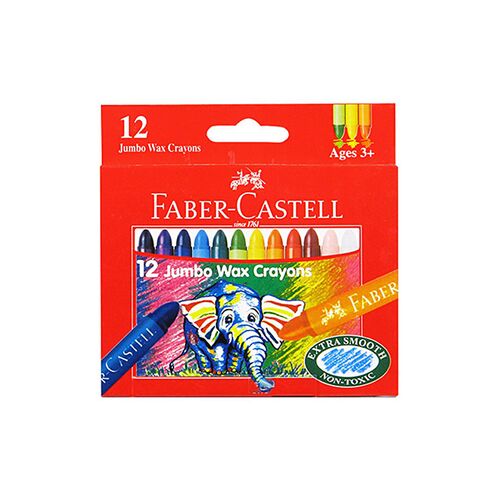 12
Jumbo Wax Crayons
Ages 3+
FABER-CASTELL
since 1761
12 Jumbo Wax Crayons
FABER
R-CASTELL
EXTRA SMOOTH
NON-TOXIC